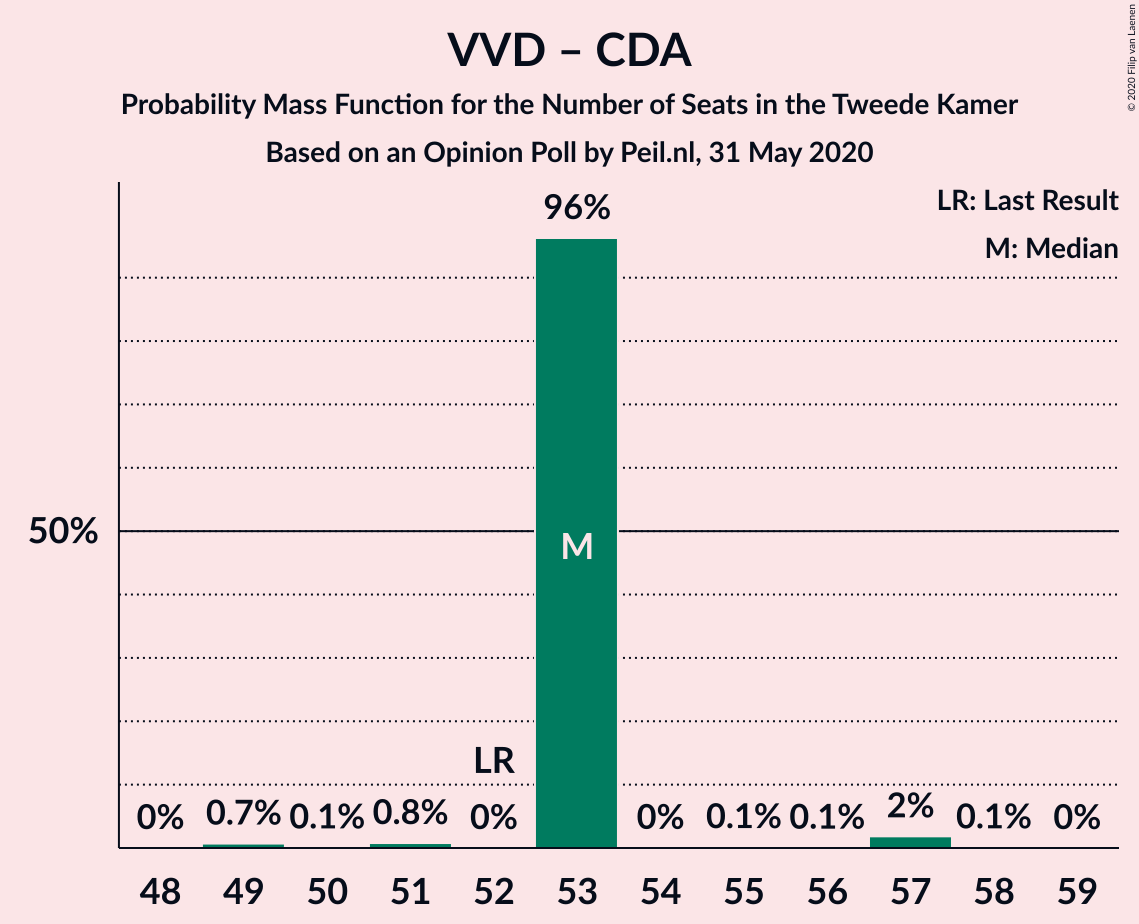 VVD – CDA
Probability Mass Function for the Number of Seats in the Tweede Kamer
Based on an Opinion Poll by Peil.nl, 31 May 2020
© 2020 Filip van Laenen
LR: Last Result
M: Median
96%
50%
M
LR
0% 0.7% 0.1% 0.8% 0% 0% 0.1% 0.1% 2% 0.1% 0%
48 49 50 51 52 53 54 55 56 57 58 59